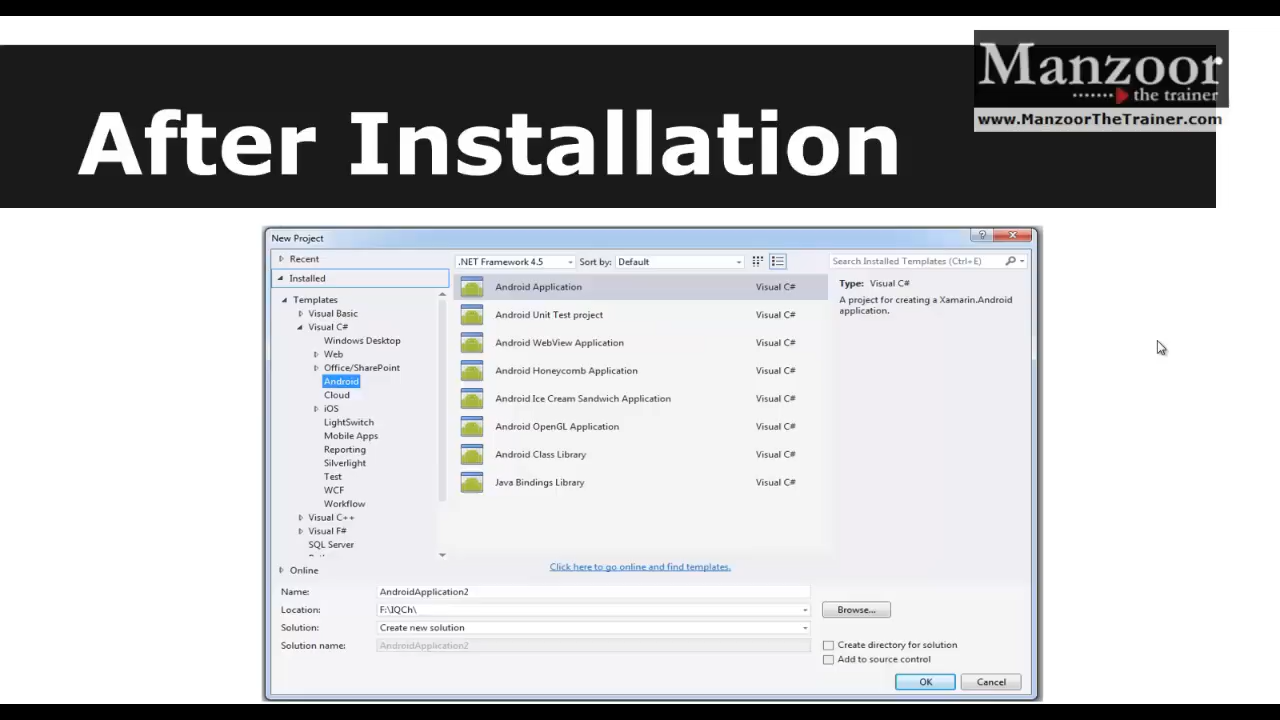 Manzoor
the trainer
www.ManzoorTheTrainer.com
After Installation
New Project
Recent
Installed
.NET Framework 4.5
Sort by: Default
Search Installed Templates (Ctrl+E)
Templates
Visual Basic
Visual C#
Windows Desktop
Web
Office/SharePoint
Android
Cloud
iOS
LightSwitch
Mobile Apps
Reporting
Silverlight
Test
WCF
Workflow
Visual C++
Visual F#
SQL Server
Android Application Visual C#
Android Unit Test project Visual C#
Android WebView Application Visual C#
Android Honeycomb Application Visual C#
Android Ice Cream Sandwich Application Visual C#
Android OpenGL Application Visual C#
Android Class Library Visual C#
Java Bindings Library Visual C#
Type: Visual C#
A project for creating a Xamarin.Android
application.
Online
Click here to go online and find templates.
Name: AndroidApplication2
Location: F:\IQCh\
Browse...
Solution: Create new solution
Solution name: AndroidApplication2
Create directory for solution
Add to source control
OK
Cancel